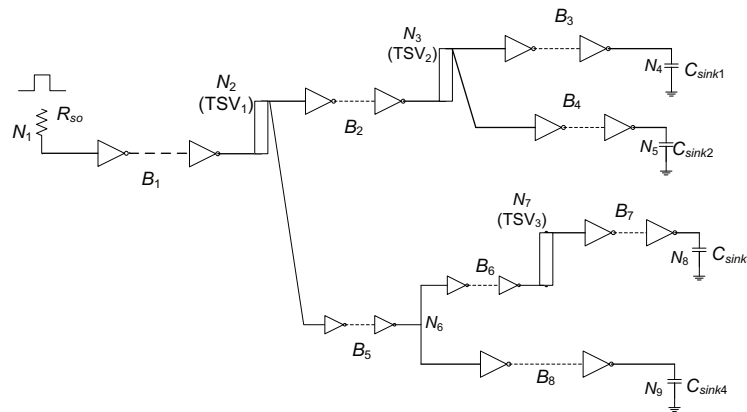 B3
N3
(TSV2)
N4
Csink1
N2
(TSV1)
B4
Rso
B2
N1
N5
Csink2
B1
N7
(TSV3)
B7
B6
N8
Csink
N6
B5
B8
N9
Csink4